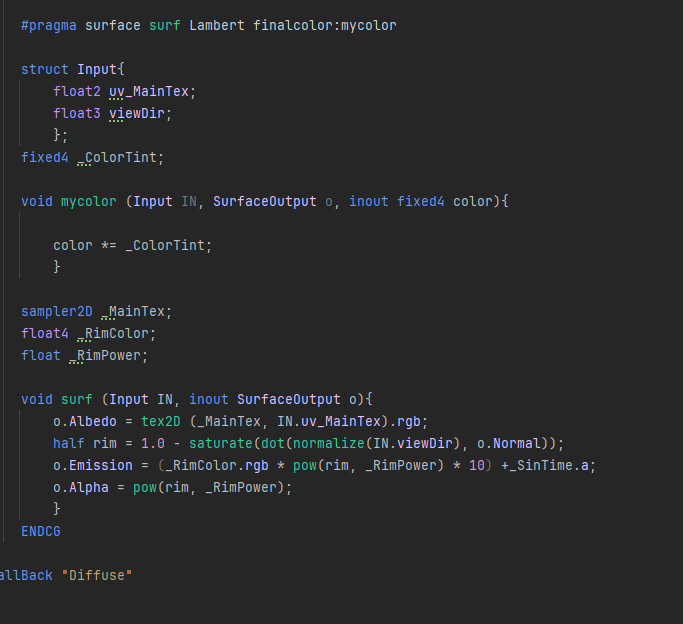 #pragma surface surf Lambert finalcolor:mycolor
struct Input{
float2 uv_MainTex;
float3 viewDir;
};
fixed4 _ColorTint;
void mycolor (Input IN, SurfaceOutput o, inout fixed4 color){
color *= _ColorTint;
}
sampler2D _MainTex;
float4 _RimColor;
float _RimPower;
void surf (Input IN, inout SurfaceOutput o){
o.Albedo = tex2D (_MainTex, IN.uv_MainTex).rgb;
half rim = 1.0 - saturate(dot(normalize(IN.viewDir), o.Normal));
o.Emission = (_RimColor.rgb * pow(rim, _RimPower) * 10) +_SinTime.a;
o.Alpha = pow(rim, _RimPower);
}
ENDCG
allBack "Diffuse"